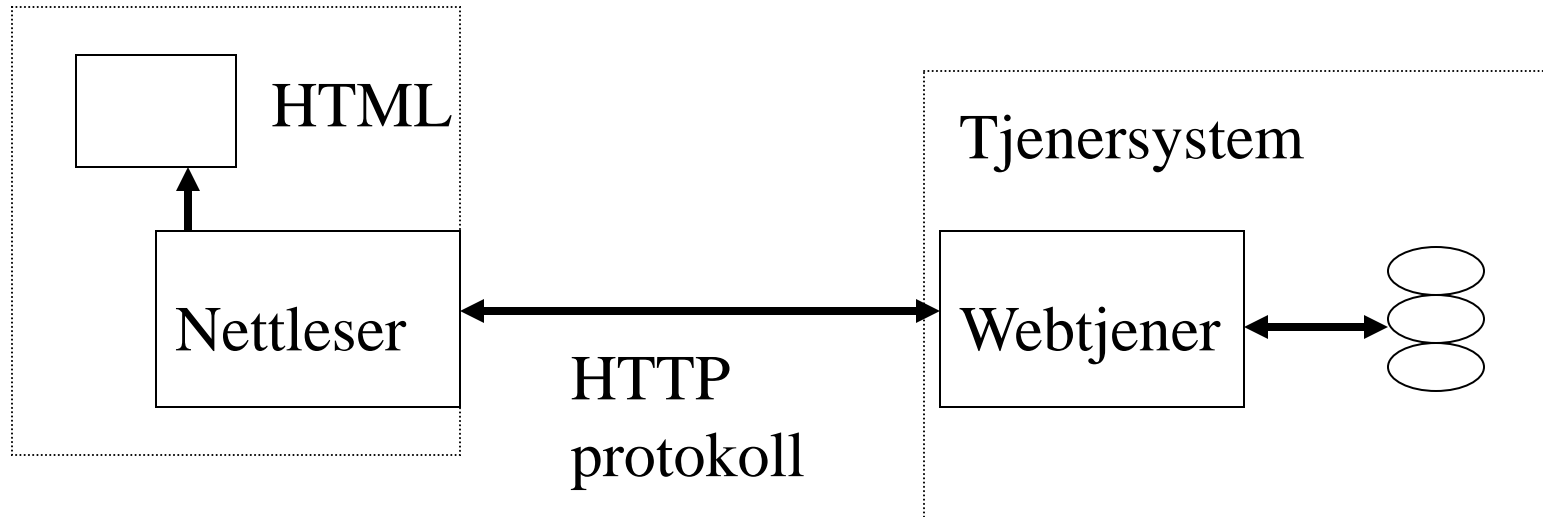 HTML
Tjenersystem
Nettleser
Webtjener
HTTP
protokoll